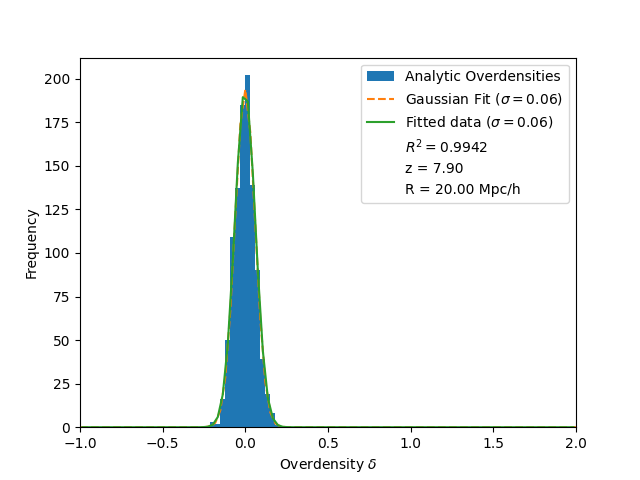 200
175
150
125
100
75
50
25
0
Frequency
−1.0 −0.5 0.0 0.5 1.0 1.5 2.0
Overdensity δ
Analytic Overdensities
Gaussian Fit (σ = 0.06)
Fitted data (σ = 0.06)
R² = 0.9942
z = 7.90
R = 20.00 Mpc/h